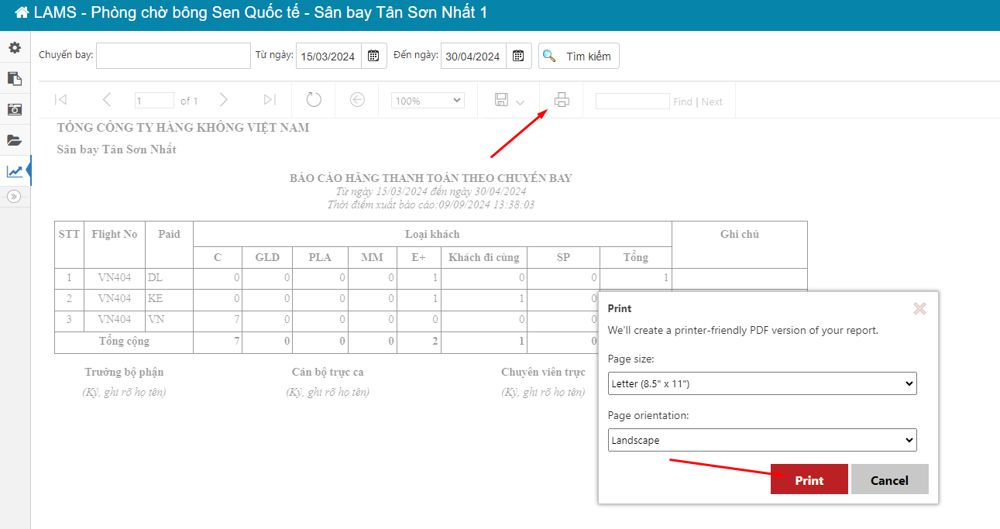 LAMS - Phòng chờ bông Sen Quốc tế - Sân bay Tân Sơn Nhất 1
Chuyến bay: Từ ngày: 15/03/2024 Đến ngày: 30/04/2024 Tìm kiếm
1 of 1 100% Find | Next
TỔNG CÔNG TY HÀNG KHÔNG VIỆT NAM
Sân bay Tân Sơn Nhất
BÁO CÁO HÃNG THANH TOÁN THEO CHUYẾN BAY
Từ ngày 15/03/2024 đến ngày 30/04/2024
Thời điểm xuất báo cáo:09/09/2024 13:38:03
STT Flight No Paid Loại khách Ghi chú
C GLD PLA MM E+ Khách đi cùng SP Tổng
1 VN404 DL 0 0 0 0 1 0 0 1
2 VN404 KE 0 0 0 0 1 1 0
3 VN404 VN 7 0 0 0 0 0 0
Tổng cộng 7 0 0 0 2 1 0
Trưởng bộ phận Cán bộ trực ca Chuyên viên trực
(Ký, ghi rõ họ tên) (Ký, ghi rõ họ tên) (Ký, ghi rõ họ tên)
Print
We'll create a printer-friendly PDF version of your report.
Page size:
Letter (8.5" x 11")
Page orientation:
Landscape
Print Cancel